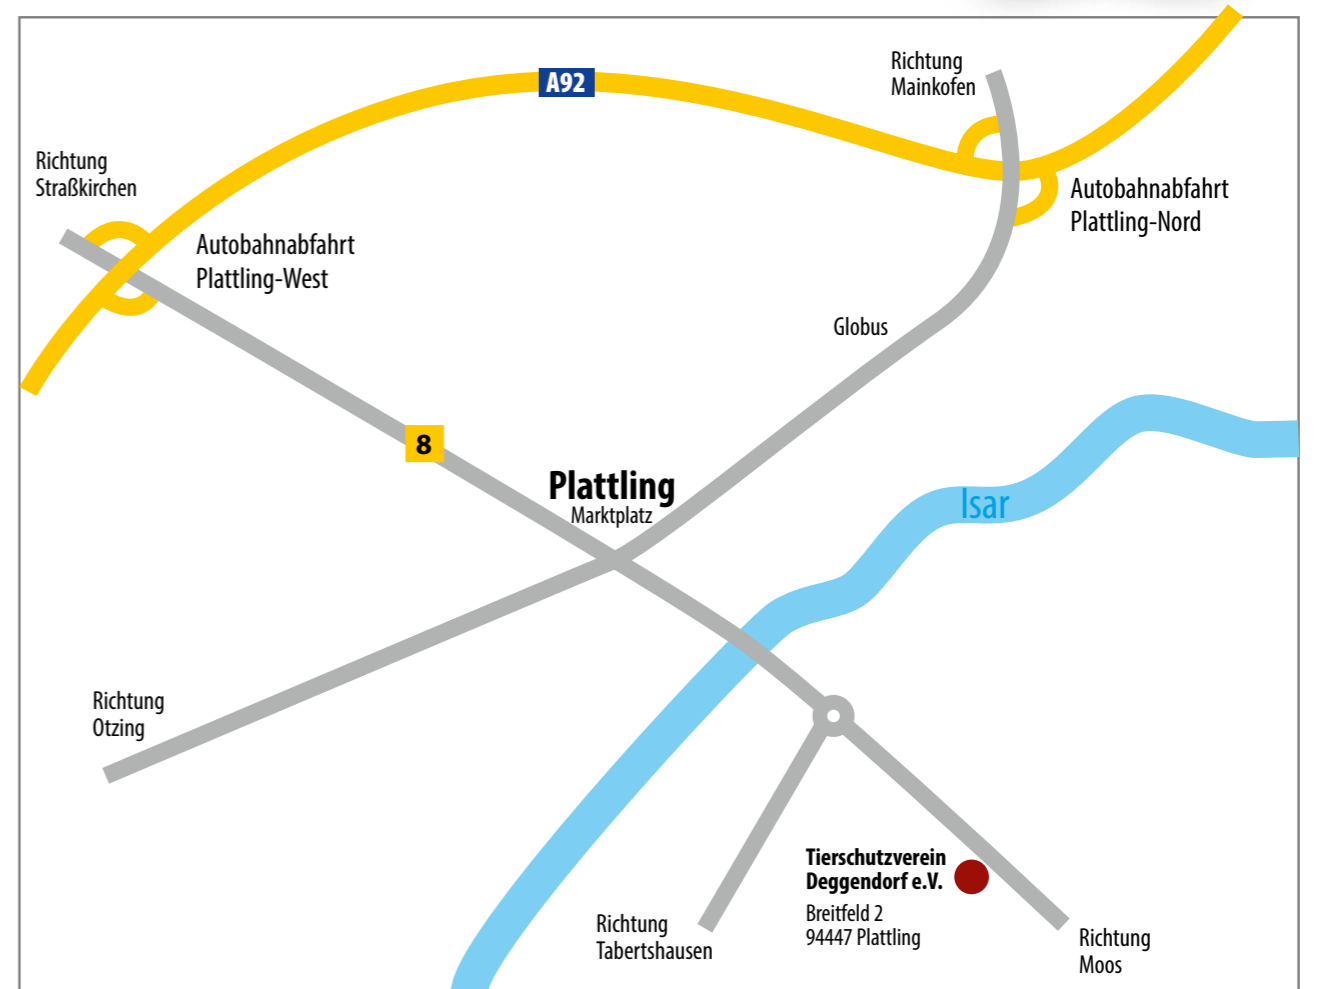 A92
Richtung
Mainkofen
Richtung
Straßkirchen
Autobahnabfahrt
Plattling-Nord
Autobahnabfahrt
Plattling-West
Globus
8
Plattling
Marktplatz
Isar
Richtung
Otzing
Tierschutzverein
Deggendorf e.V.
Breitfeld 2
94447 Plattling
Richtung
Tabertshausen
Richtung
Moos